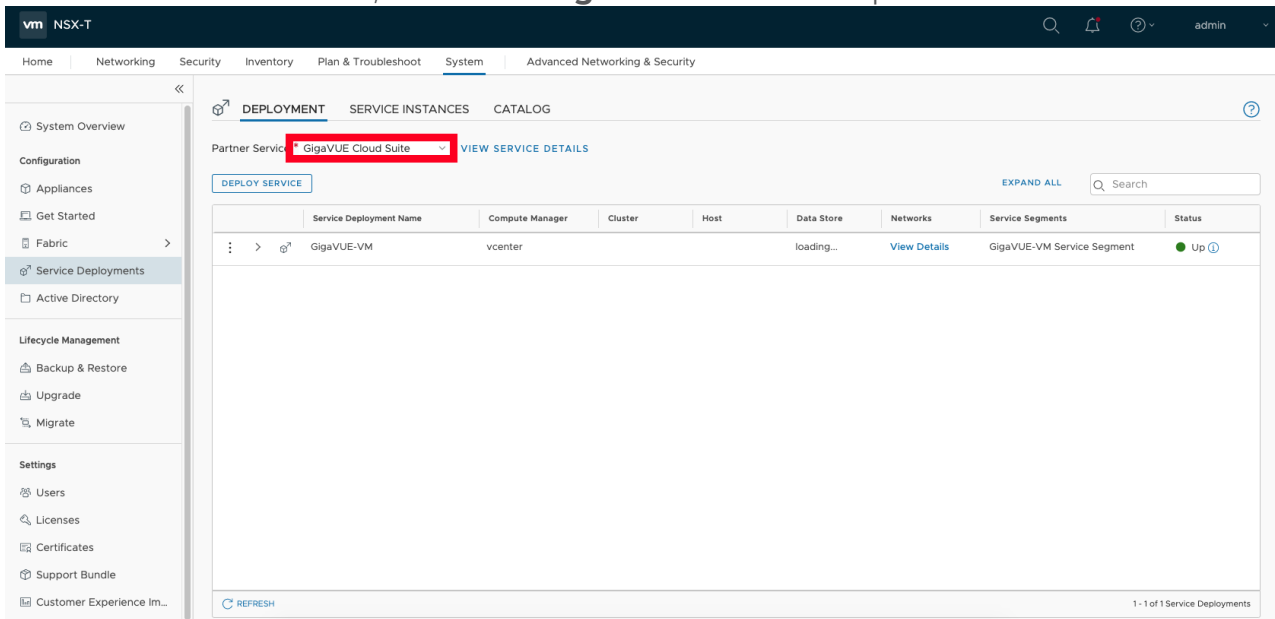 vm NSX-T admin
Home Networking Security Inventory Plan & Troubleshoot System Advanced Networking & Security
«
DEPLOYMENT SERVICE INSTANCES CATALOG
System Overview
Partner Service * GigaVUE Cloud Suite VIEW SERVICE DETAILS
Configuration
Appliances
DEPLOY SERVICE EXPAND ALL Search
Get Started
Service Deployment Name Compute Manager Cluster Host Data Store Networks Service Segments Status
Fabric >
GigaVUE-VM vcenter loading... View Details GigaVUE-VM Service Segment Up
Service Deployments
Active Directory
Lifecycle Management
Backup & Restore
Upgrade
Migrate
Settings
Users
Licenses
Certificates
Support Bundle
Customer Experience Im...
REFRESH 1 - 1 of 1 Service Deployments